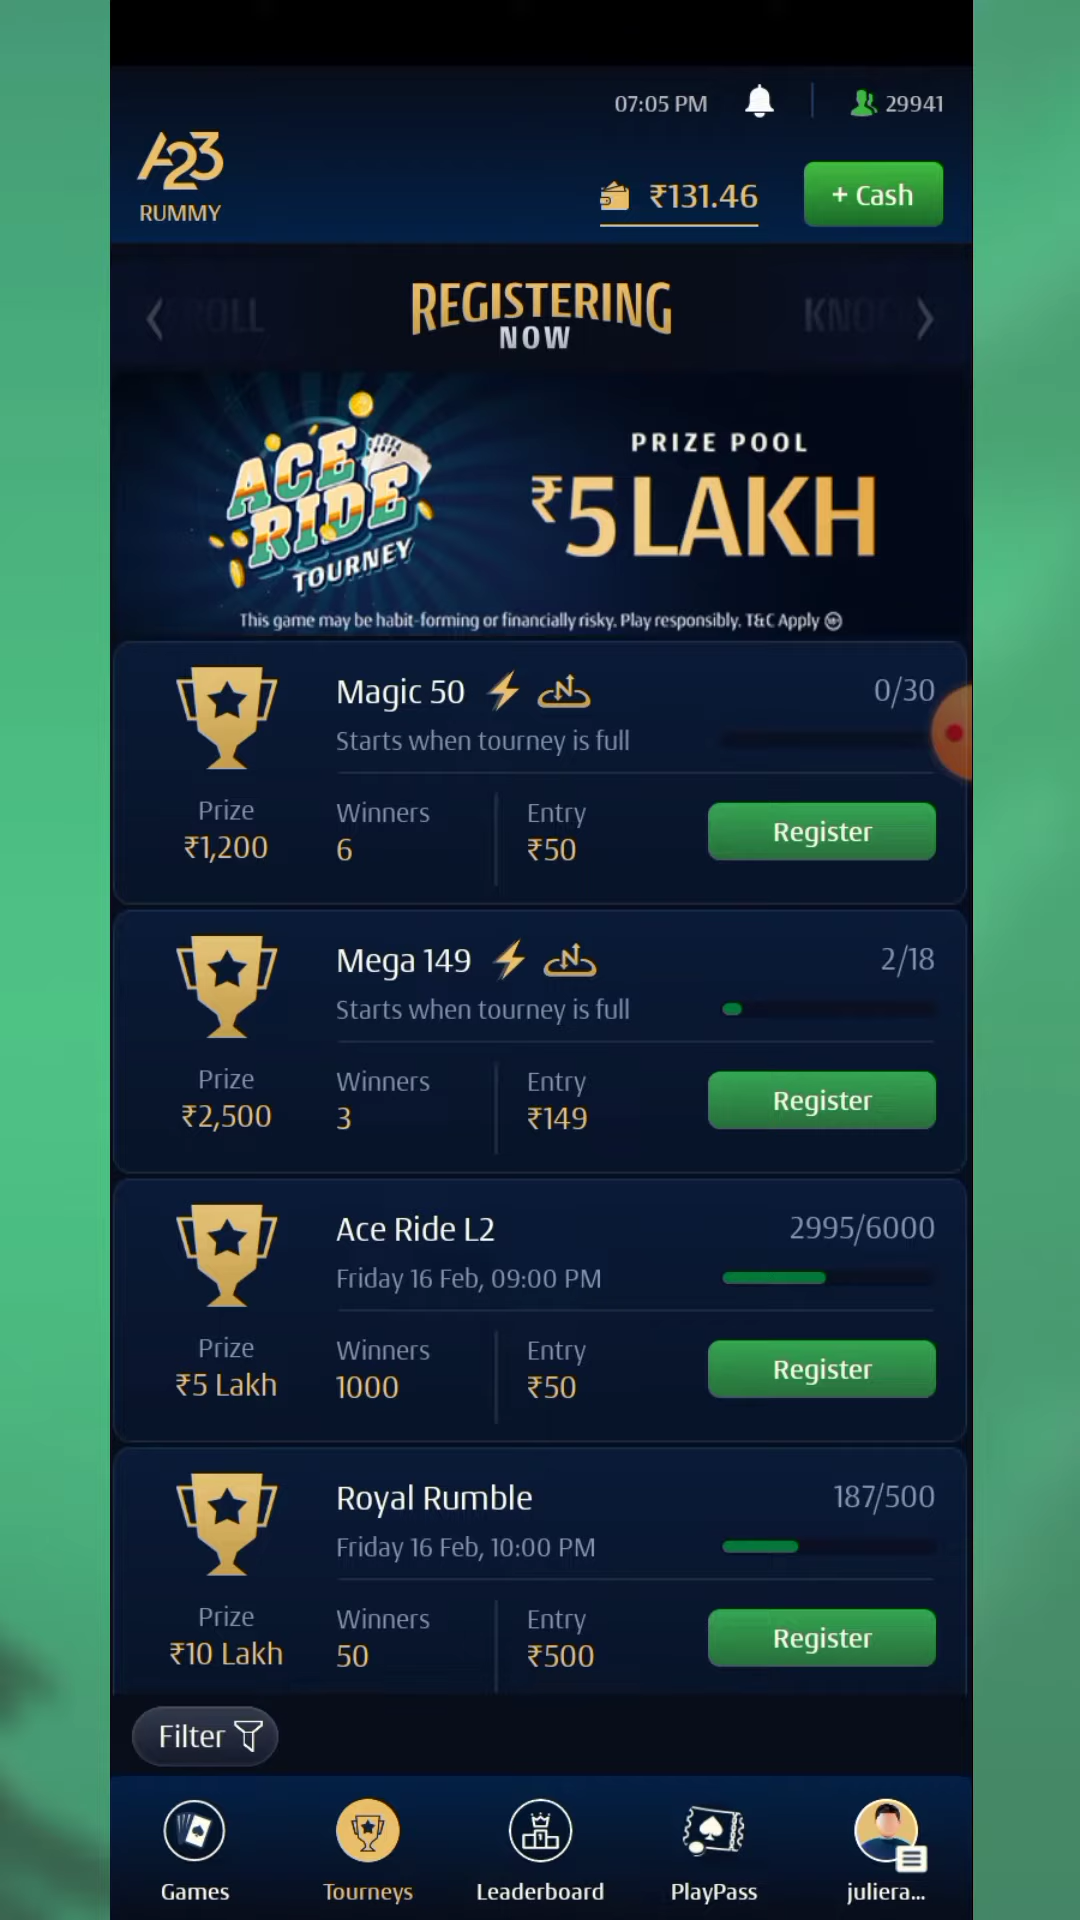 07:05 PM
29941
A23
RUMMY
₹131.46
+ Cash
ROLL
REGISTERING
NOW
ACE
RIDE
TOURNEY
PRIZE POOL
₹5 LAKH
This game may be habit-forming or financially risky. Play responsibly. T&C Apply
Magic 50
0/30
Starts when tourney is full
Prize
Winners
Entry
Register
₹1,200
6
₹50
Mega 149
2/18
Starts when tourney is full
Prize
Winners
Entry
Register
₹2,500
3
₹149
Ace Ride L2
2995/6000
Friday 16 Feb, 09:00 PM
Prize
Winners
Entry
Register
₹5 Lakh
1000
₹50
Royal Rumble
187/500
Friday 16 Feb, 10:00 PM
Prize
Winners
Entry
Register
₹10 Lakh
50
₹500
Filter
Games
Tourneys
Leaderboard
PlayPass
juliera...